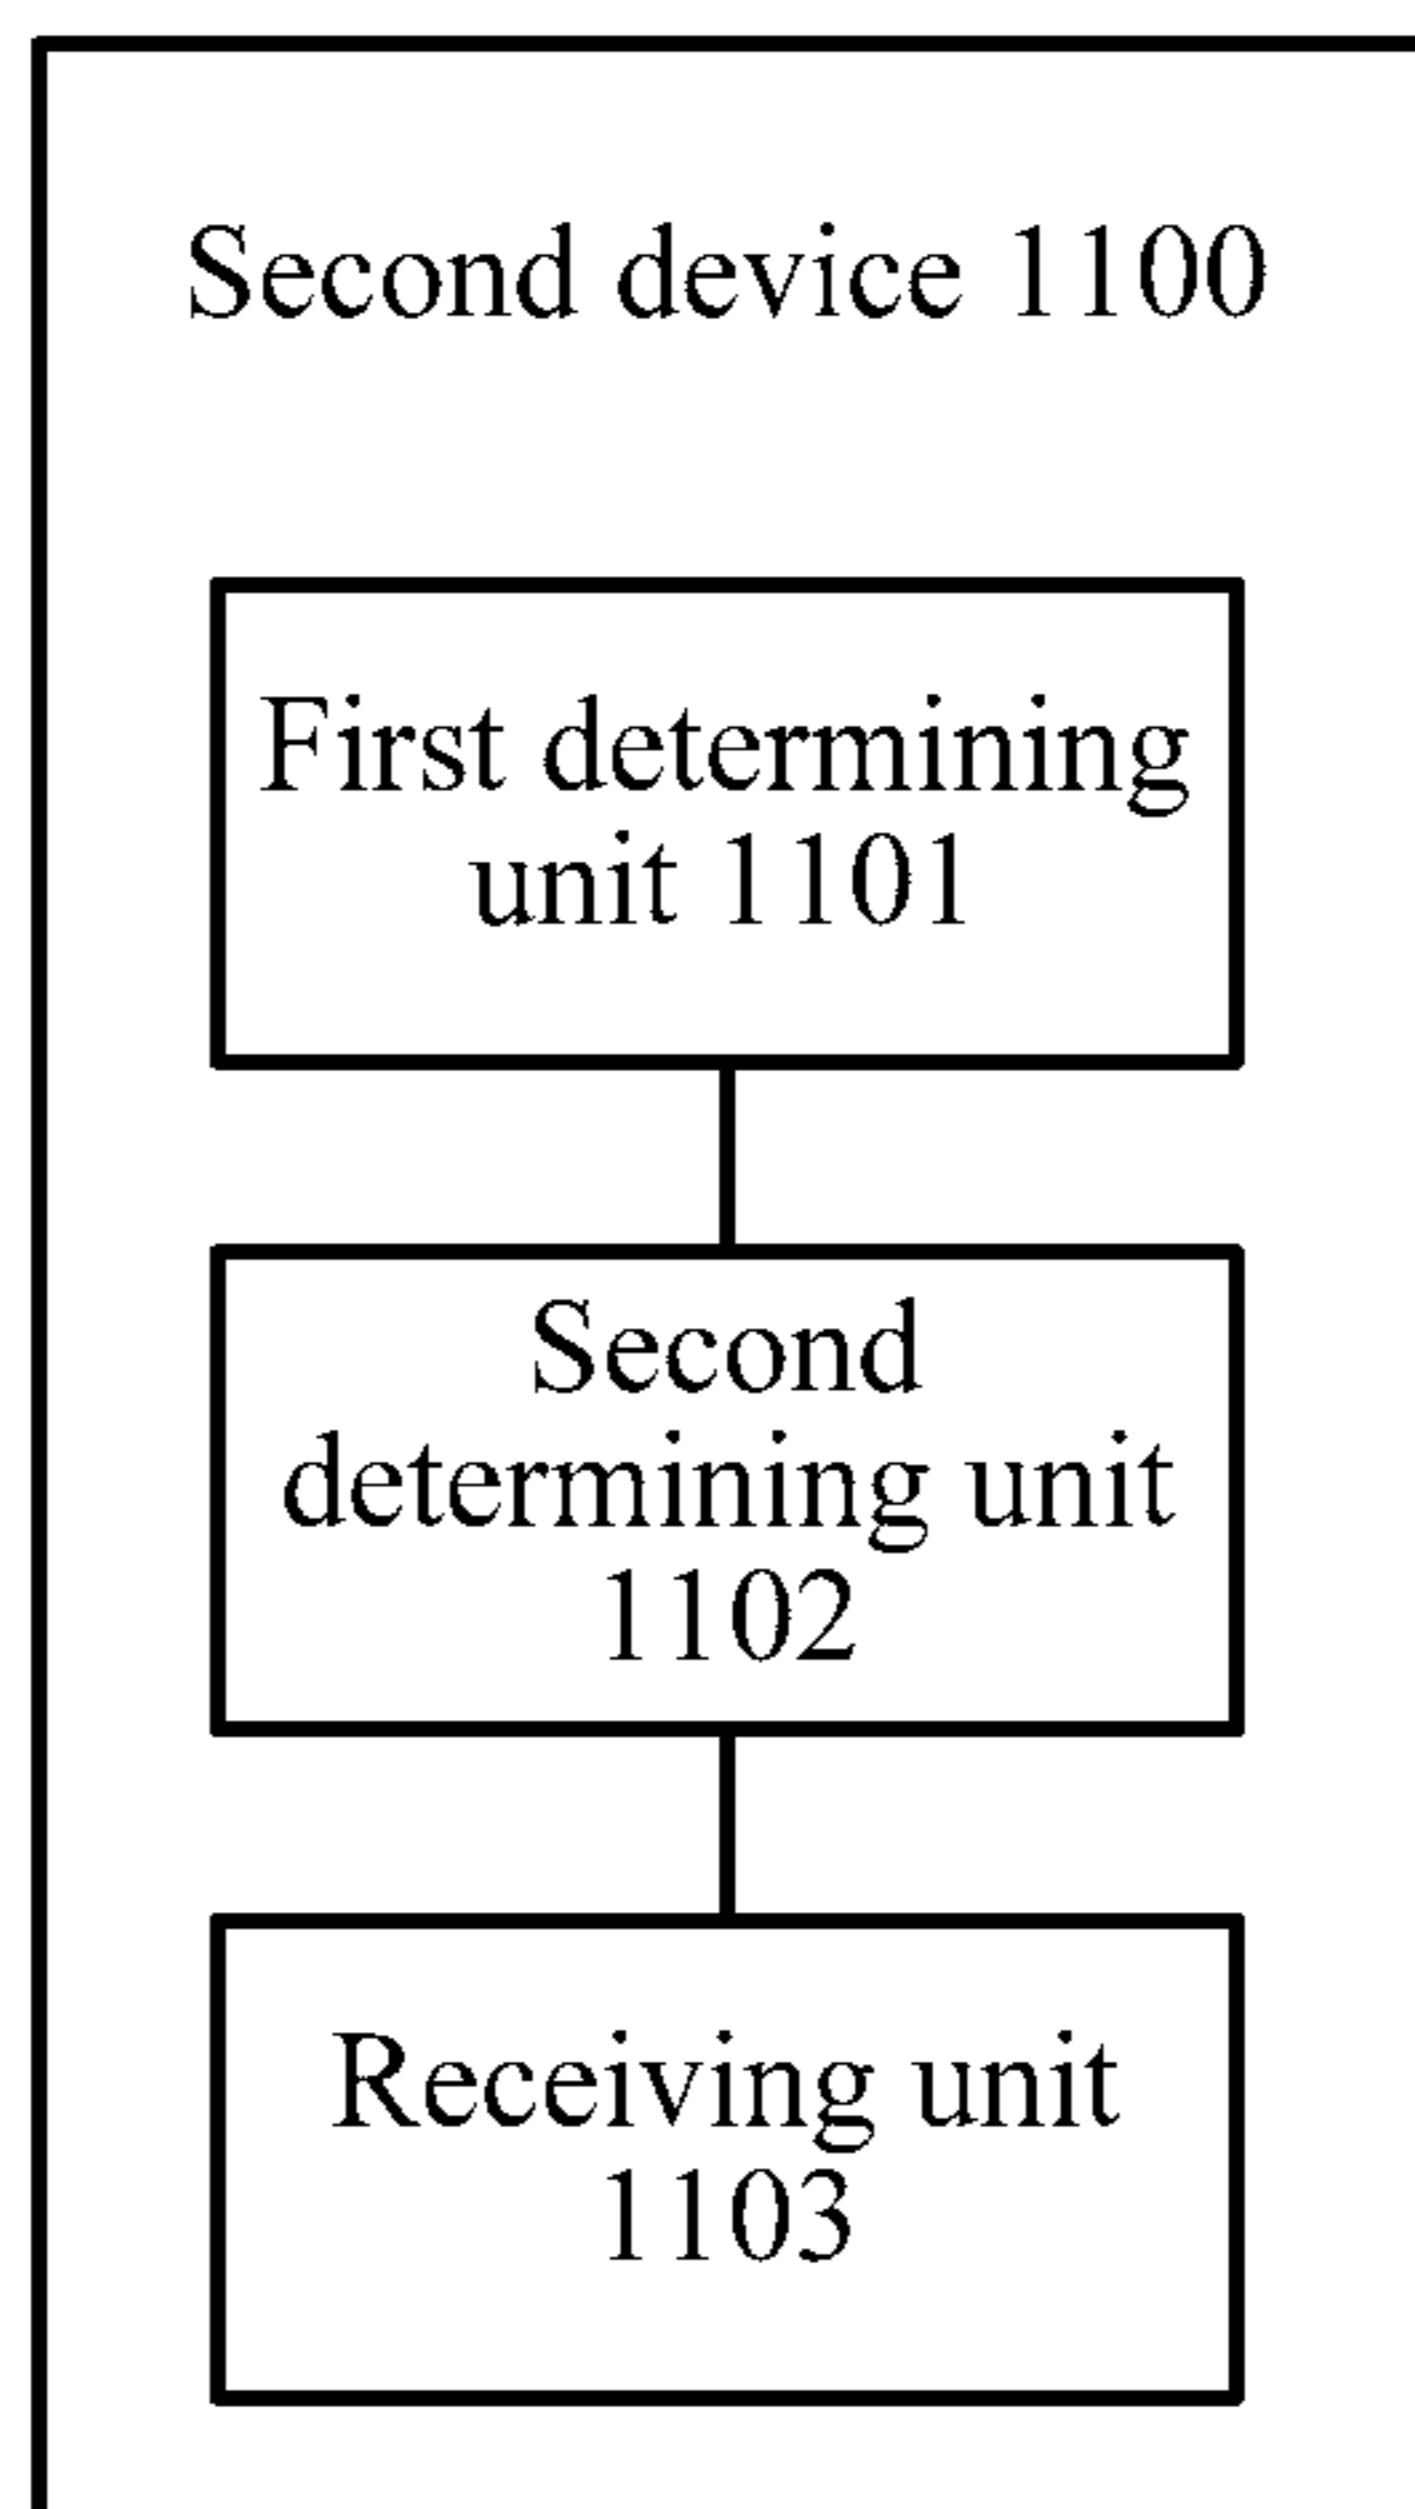 Second device 1100
First determining
unit 1101
Second
determining unit
1102
Receiving unit
1103